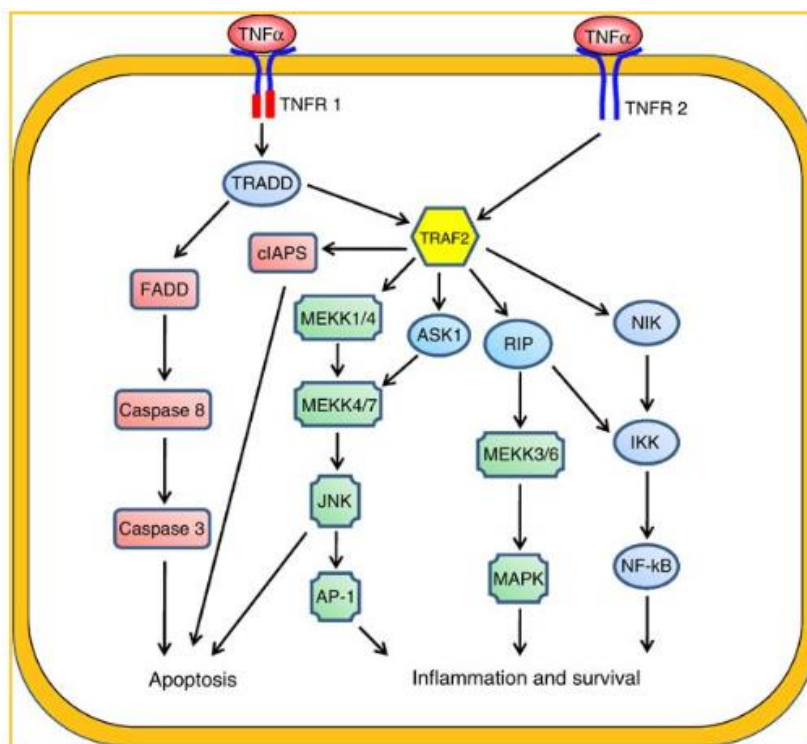 TNFα
TNFα
TNFR 1
TNFR 2
TRADD
TRAF2
cIAPS
FADD
MEKK1/4
ASK1
RIP
NIK
Caspase 8
MEKK4/7
MEKK3/6
IKK
JNK
Caspase 3
AP-1
MAPK
NF-kB
Apoptosis
Inflammation and survival